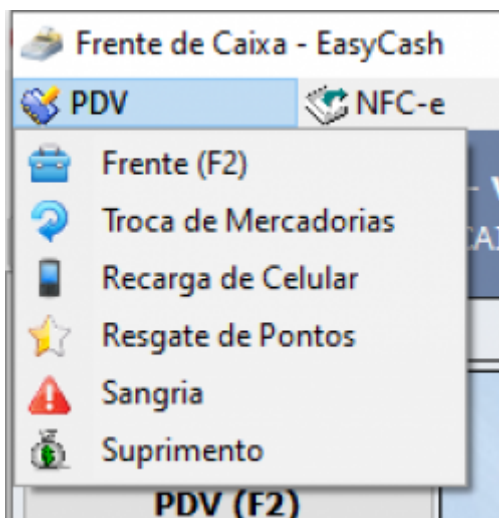 Frente de Caixa - EasyCash
PDV NFC-e
Frente (F2)
Troca de Mercadorias
Recarga de Celular
Resgate de Pontos
Sangria
Suprimento
PDV (F2)